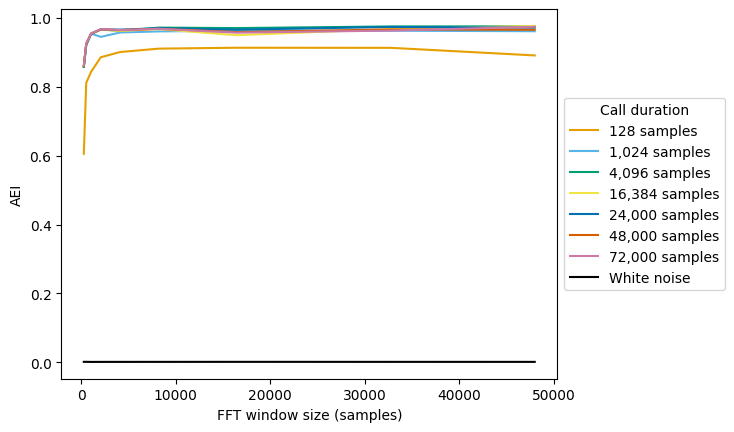 1.0
0.8
0.6
0.4
0.2
0.0
AEI
0
10000
20000
30000
40000
50000
FFT window size (samples)
Call duration
128 samples
1,024 samples
4,096 samples
16,384 samples
24,000 samples
48,000 samples
72,000 samples
White noise